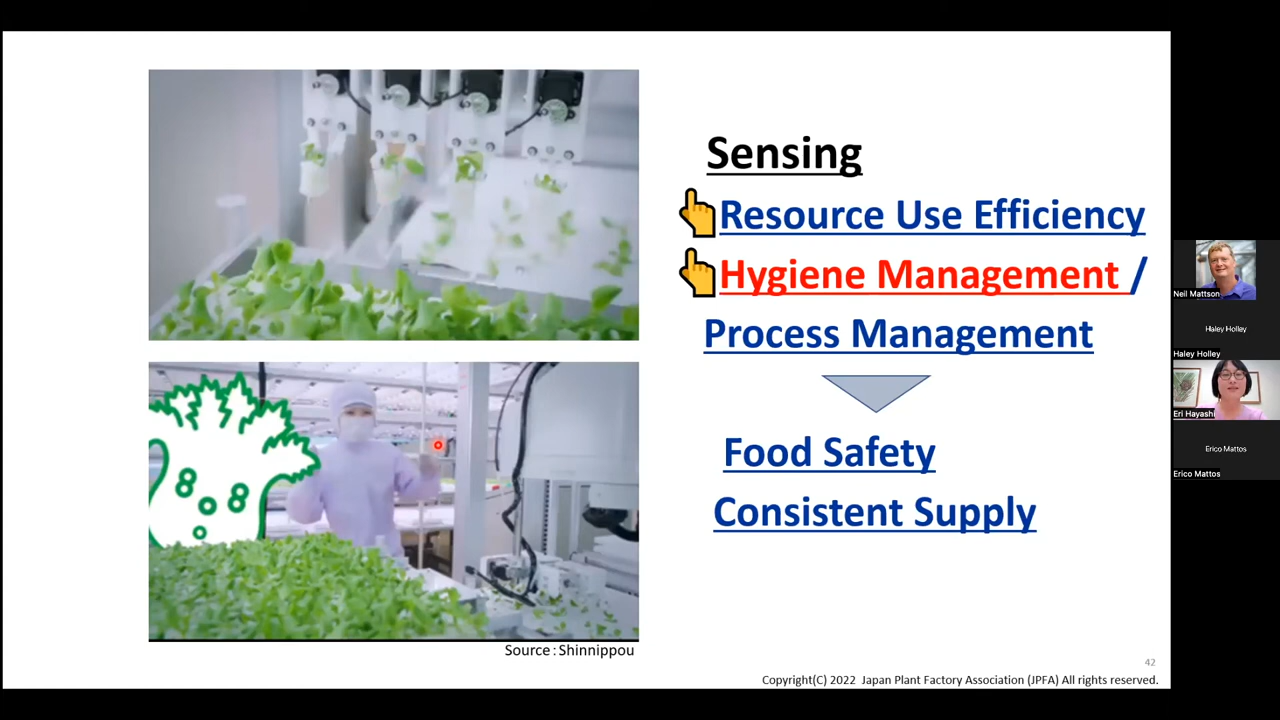 Sensing
👆Resource Use Efficiency
👆Hygiene Management /
Process Management
Food Safety
Consistent Supply
Source : Shinnippou
42
Copyright(C) 2022 Japan Plant Factory Association (JPFA) All rights reserved.
Neil Mattson
Haley Holley
Haley Holley
Eri Hayashi
Erico Mattos
Erico Mattos